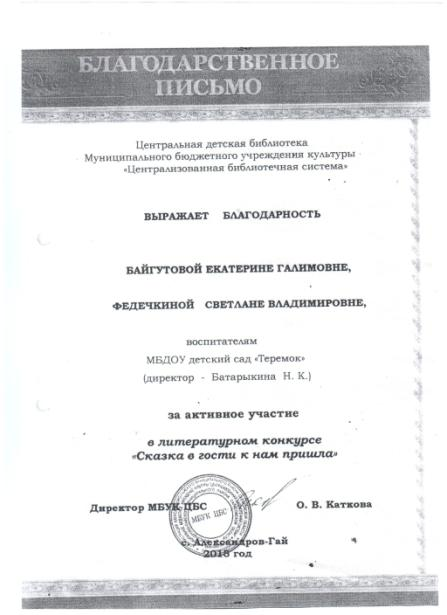 БЛАГОДАРСТВЕННОЕ
ПИСЬМО
Центральная детская библиотека
Муниципального бюджетного учреждения культуры
«Централизованная библиотечная система»
ВЫРАЖАЕТ БЛАГОДАРНОСТЬ
БАЙГУТОВОЙ ЕКАТЕРИНЕ ГАЛИМОВНЕ,
ФЕДЕЧКИНОЙ СВЕТЛАНЕ ВЛАДИМИРОВНЕ,
воспитателям
МБДОУ детский сад «Теремок»
(директор - Батарыкина Н. К.)
за активное участие
в литературном конкурсе
«Сказка в гости к нам пришла»
Директор МБУК ЦБС О. В. Каткова
МБУК ЦБС
с. Александров-Гай
2018 год